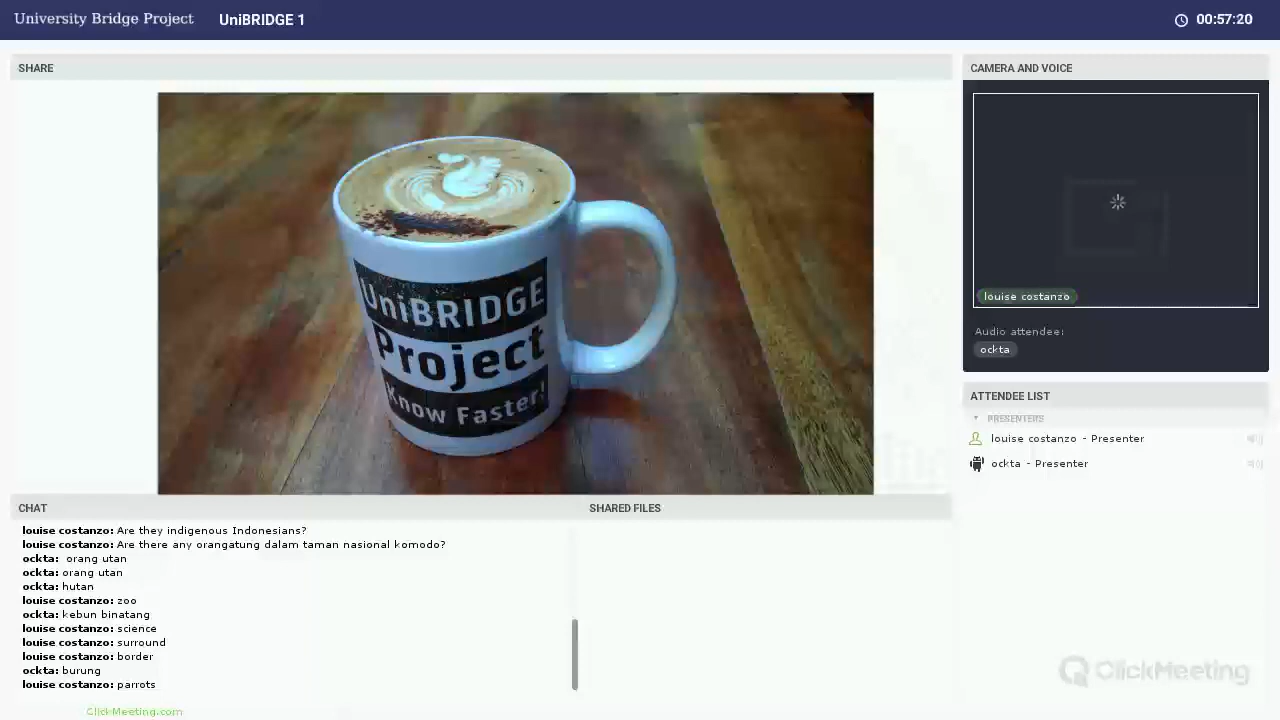 University Bridge Project
UniBRIDGE 1
00:57:20
SHARE
CAMERA AND VOICE
UniBRIDGE
Project
Know Faster!
louise costanzo
Audio attendee:
ockta
ATTENDEE LIST
PRESENTERS
louise costanzo - Presenter
ockta - Presenter
CHAT
SHARED FILES
louise costanzo: Are they indigenous Indonesians?
louise costanzo: Are there any orangatung dalam taman nasional komodo?
ockta: orang utan
ockta: orang utan
ockta: hutan
louise costanzo: zoo
ockta: kebun binatang
louise costanzo: science
louise costanzo: surround
louise costanzo: border
ockta: burung
louise costanzo: parrots
ClickMeeting
ClickMeeting.com